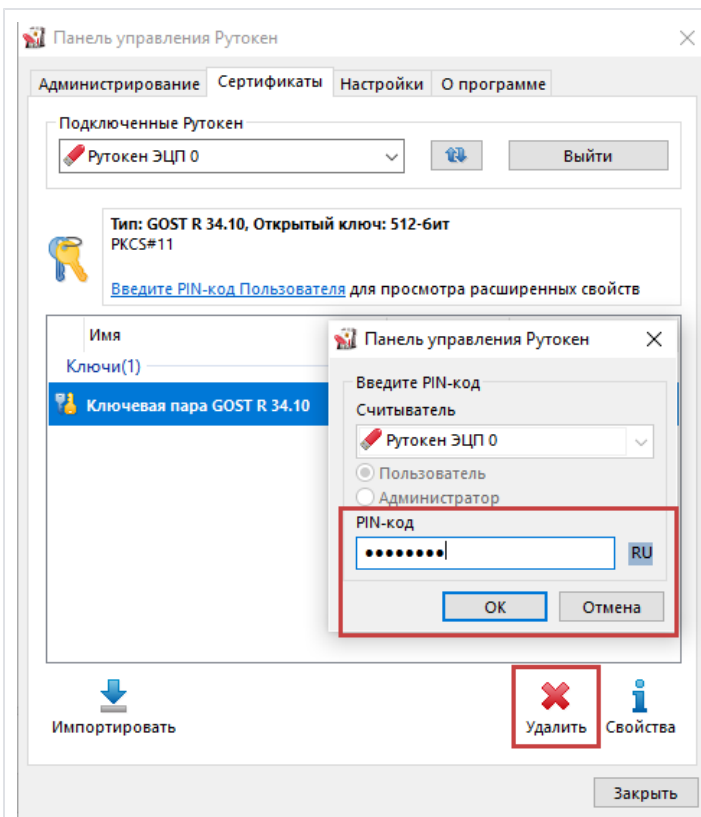 Панель управления Рутокен
Администрирование Сертификаты Настройки О программе
Подключенные Рутокен
Рутокен ЭЦП 0
Выйти
Тип: GOST R 34.10, Открытый ключ: 512-бит
PKCS#11
Введите PIN-код Пользователя для просмотра расширенных свойств
Имя
Ключи(1)
Ключевая пара GOST R 34.10
Панель управления Рутокен
Введите PIN-код
Считыватель
Рутокен ЭЦП 0
Пользователь
Администратор
PIN-код
••••••••
RU
OK Отмена
Импортировать
Удалить
Свойства
Закрыть